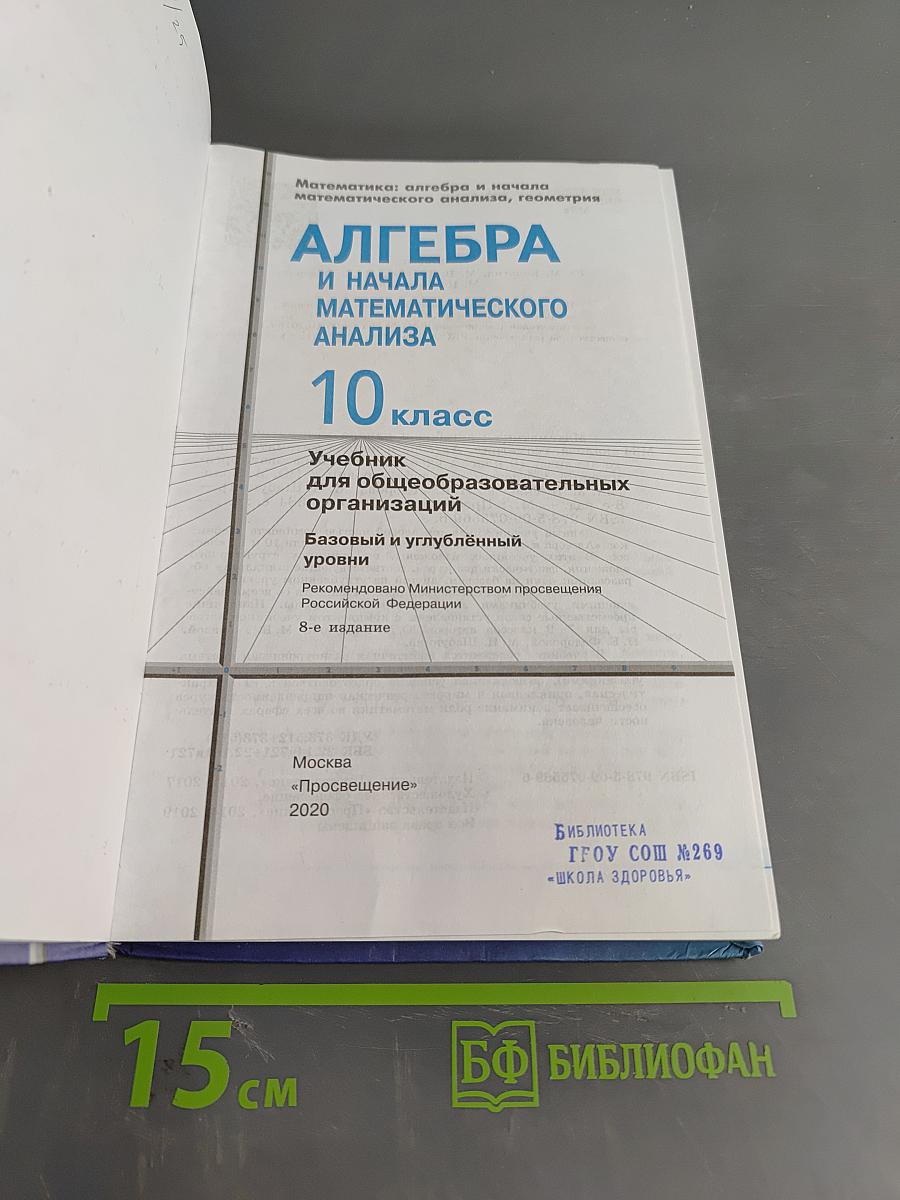 Математика: алгебра и начала
математического анализа, геометрия
АЛГЕБРА
И НАЧАЛА
МАТЕМАТИЧЕСКОГО
АНАЛИЗА
10 класс
Учебник
для общеобразовательных
организаций
Базовый и углублённый
уровни
Рекомендовано Министерством просвещения
Российской Федерации
8-е издание
Москва
«Просвещение»
2020
БИБЛИОТЕКА
ГБОУ СОШ №269
«ШКОЛА ЗДОРОВЬЯ»
15 см
БФ БИБЛИОФАН